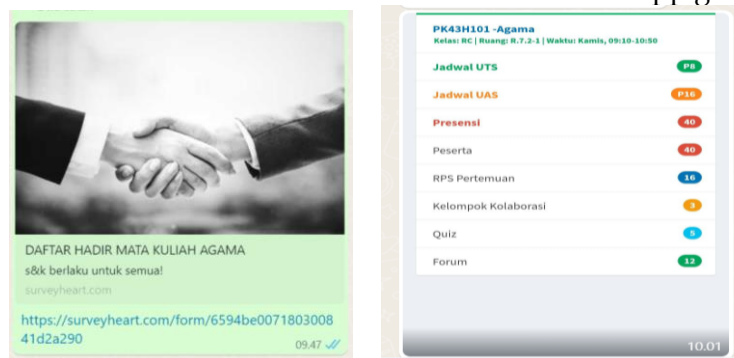 DAFTAR HADIR MATA KULIAH AGAMA
s&k berlaku untuk semua!
surveyheart.com
https://surveyheart.com/form/6594be0071803008
41d2a290
09.47
PK43H101 -Agama
Kelas: RC | Ruang: R.7.2-1 | Waktu: Kamis, 09:10-10:50
Jadwal UTS P8
Jadwal UAS P16
Presensi 40
Peserta 40
RPS Pertemuan 16
Kelompok Kolaborasi 3
Quiz 5
Forum 12
10.01